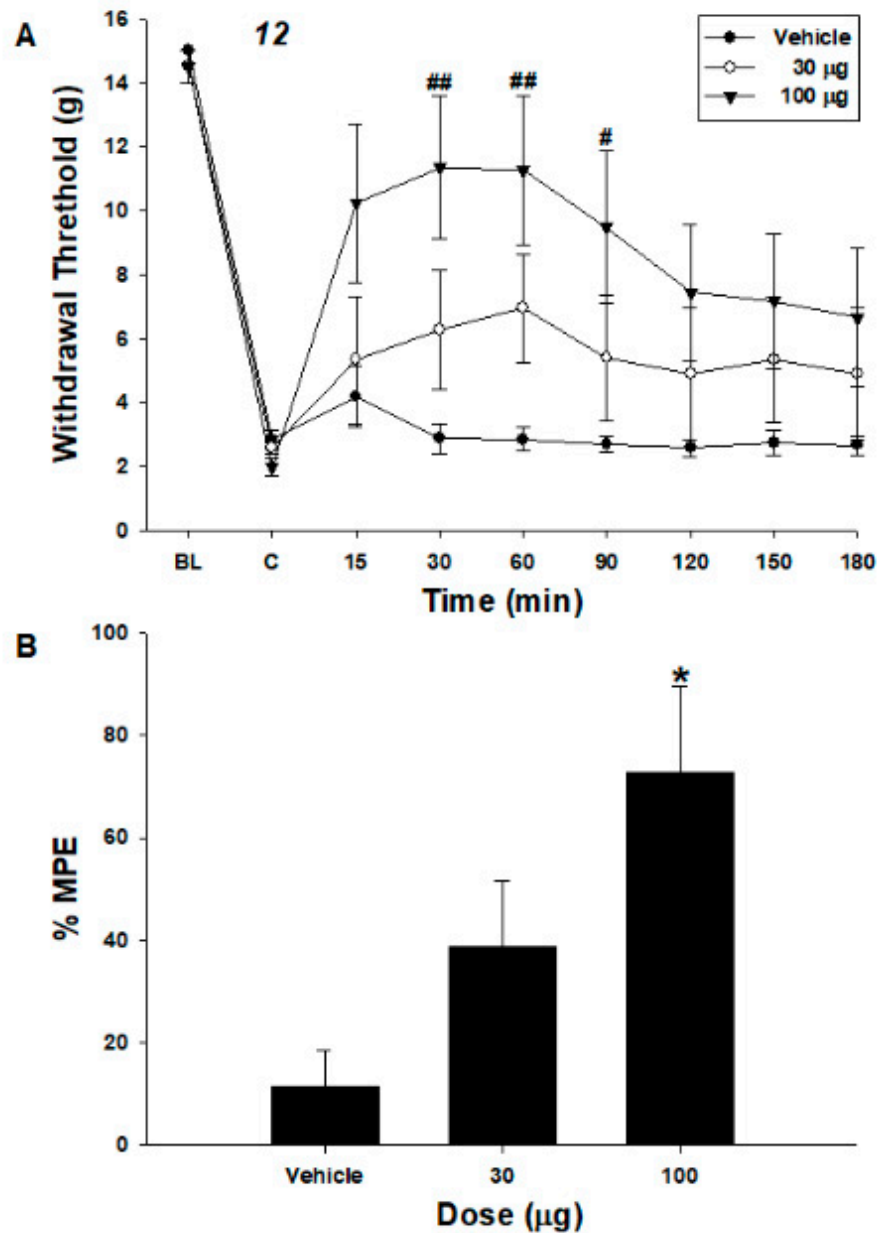 A
12
Vehicle
30 µg
100 µg
## ## #
Withdrawal Threthold (g)
16
14
12
10
8
6
4
2
0
BL C 15 30 60 90 120 150 180
Time (min)
B
*
% MPE
100
80
60
40
20
0
Vehicle 30 100
Dose (µg)